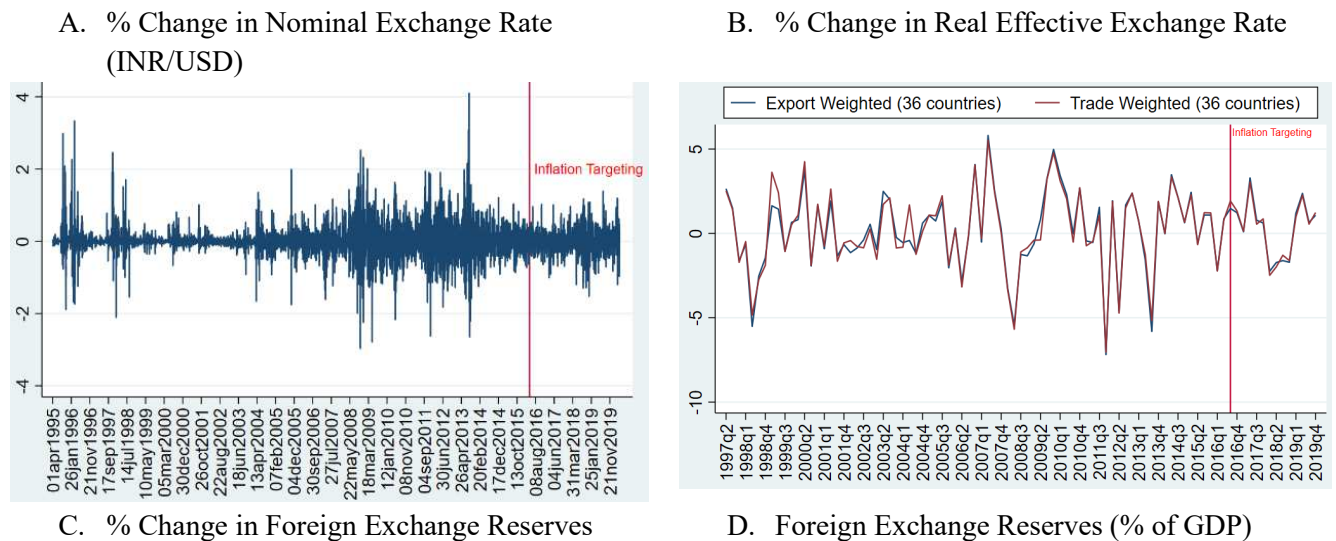 A. % Change in Nominal Exchange Rate
(INR/USD)
4
2
0
-2
-4
Inflation Targeting
01apr1995
26jan1996
21nov1996
17sep1997
14jul1998
10may1999
05mar2000
30dec2000
26oct2001
22aug2002
18jun2003
13apr2004
07feb2005
04dec2005
30sep2006
27jul2007
22may2008
18mar2009
12jan2010
08nov2010
04sep2011
30jun2012
26apr2013
20feb2014
17dec2014
13oct2015
08aug2016
04jun2017
31mar2018
25jan2019
21nov2019
B. % Change in Real Effective Exchange Rate
Export Weighted (36 countries) Trade Weighted (36 countries)
Inflation Targeting
5
0
-5
-10
1997q2
1998q1
1998q4
1999q3
2000q2
2001q1
2001q4
2002q3
2003q2
2004q1
2004q4
2005q3
2006q2
2007q1
2007q4
2008q3
2009q2
2010q1
2010q4
2011q3
2012q2
2013q1
2013q4
2014q3
2015q2
2016q1
2016q4
2017q3
2018q2
2019q1
2019q4
C. % Change in Foreign Exchange Reserves
D. Foreign Exchange Reserves (% of GDP)